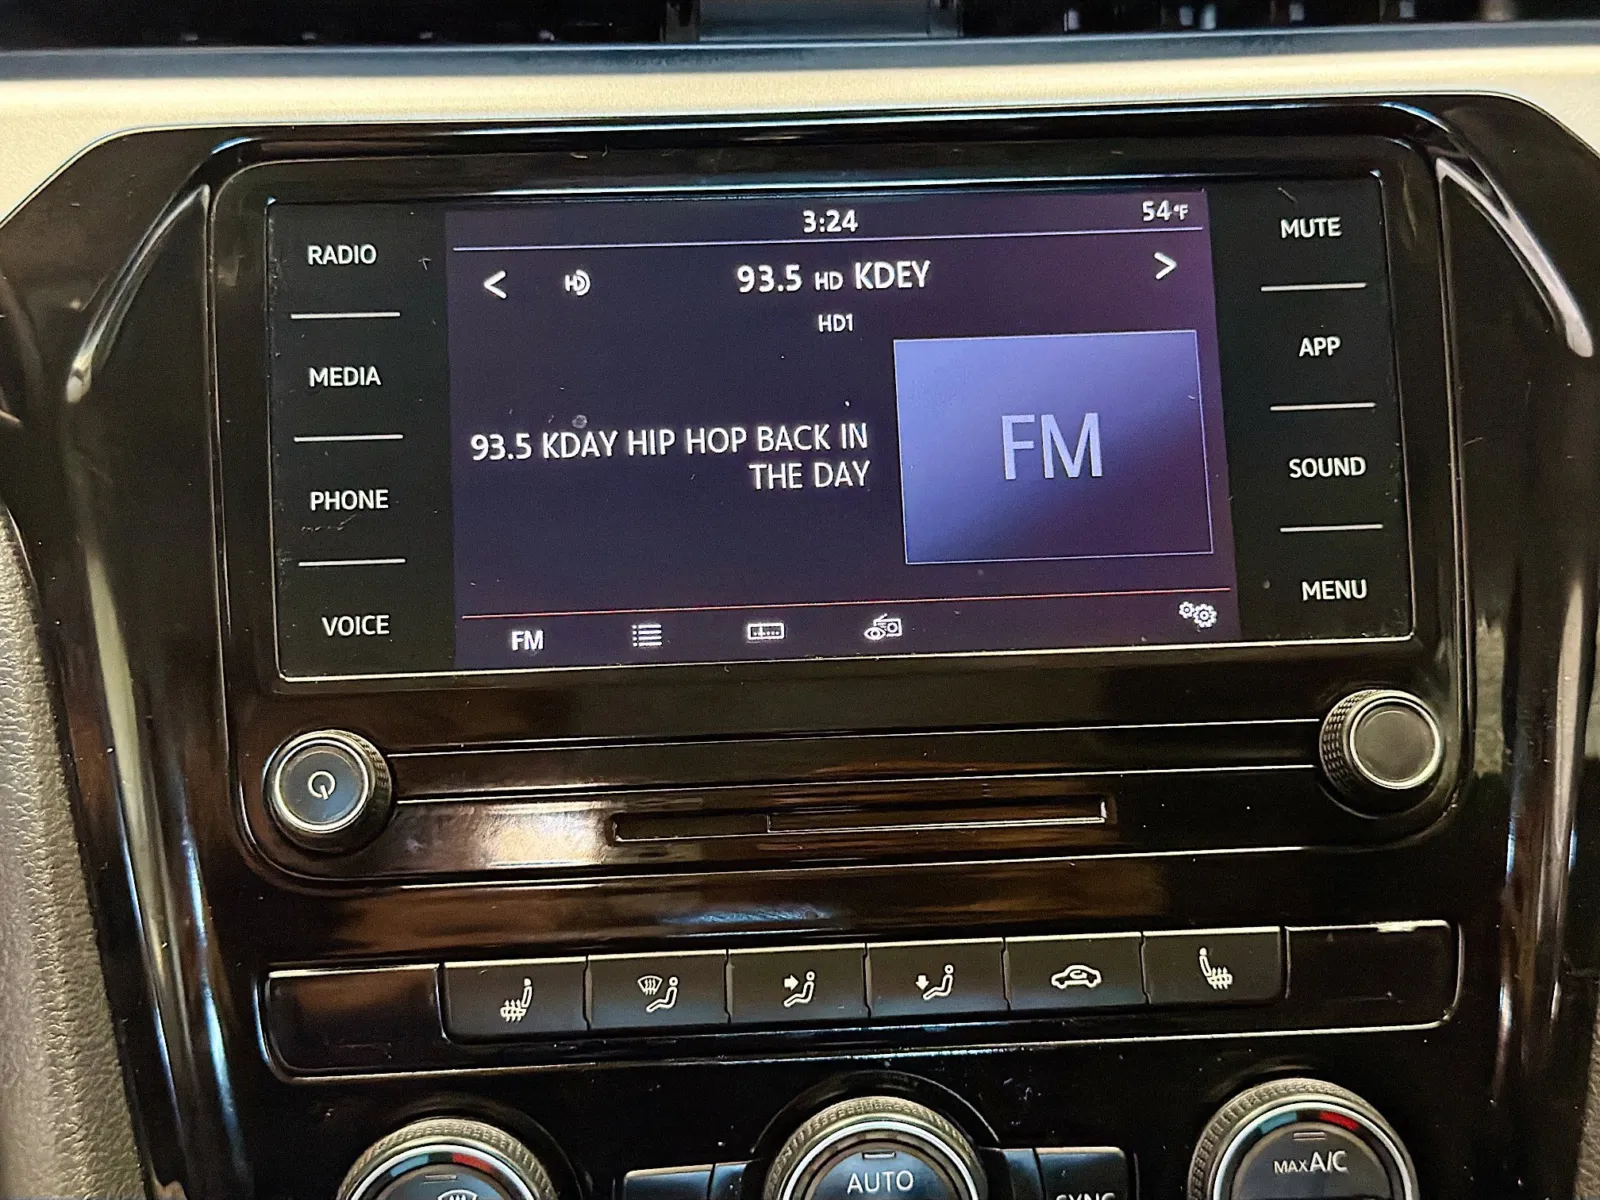 3:24
54°F
RADIO
MUTE
93.5 HD KDEY
HD1
APP
MEDIA
93.5 KDAY HIP HOP BACK IN
THE DAY
FM
SOUND
PHONE
MENU
VOICE
FM
MAX A/C
AUTO
SYNC